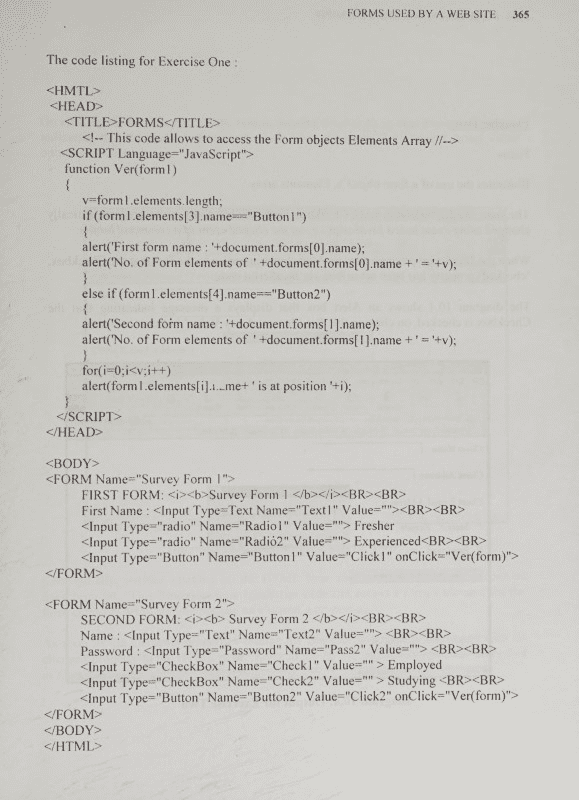 FORMS USED BY A WEB SITE 365
The code listing for Exercise One :
<HMTL>
<HEAD>
<TITLE>FORMS</TITLE>
<!-- This code allows to access the Form objects Elements Array //-->
<SCRIPT Language="JavaScript">
function Ver(form1)
{
v=form1.elements.length;
if (form1.elements[3].name=="Button1")
{
alert('First form name : '+document.forms[0].name);
alert('No. of Form elements of ' +document.forms[0].name + ' = '+v);
}
else if (form1.elements[4].name=="Button2")
{
alert('Second form name : '+document.forms[1].name);
alert('No. of Form elements of ' +document.forms[1].name + ' = '+v);
}
for(i=0;i<v;i++)
alert(form1.elements[i].name+ ' is at position '+i);
}
</SCRIPT>
</HEAD>
<BODY>
<FORM Name="Survey Form 1">
FIRST FORM: <i><b>Survey Form 1 </b></i><BR><BR>
First Name : <Input Type=Text Name="Text1" Value=""><BR><BR>
<Input Type="radio" Name="Radio1" Value=""> Fresher
<Input Type="radio" Name="Radio2" Value=""> Experienced<BR><BR>
<Input Type="Button" Name="Button1" Value="Click1" onClick="Ver(form)">
</FORM>
<FORM Name="Survey Form 2">
SECOND FORM: <i><b> Survey Form 2 </b></i><BR><BR>
Name : <Input Type="Text" Name="Text2" Value=""> <BR><BR>
Password : <Input Type="Password" Name="Pass2" Value=""> <BR><BR>
<Input Type="CheckBox" Name="Check1" Value="" > Employed
<Input Type="CheckBox" Name="Check2" Value="" > Studying <BR><BR>
<Input Type="Button" Name="Button2" Value="Click2" onClick="Ver(form)">
</FORM>
</BODY>
</HTML>